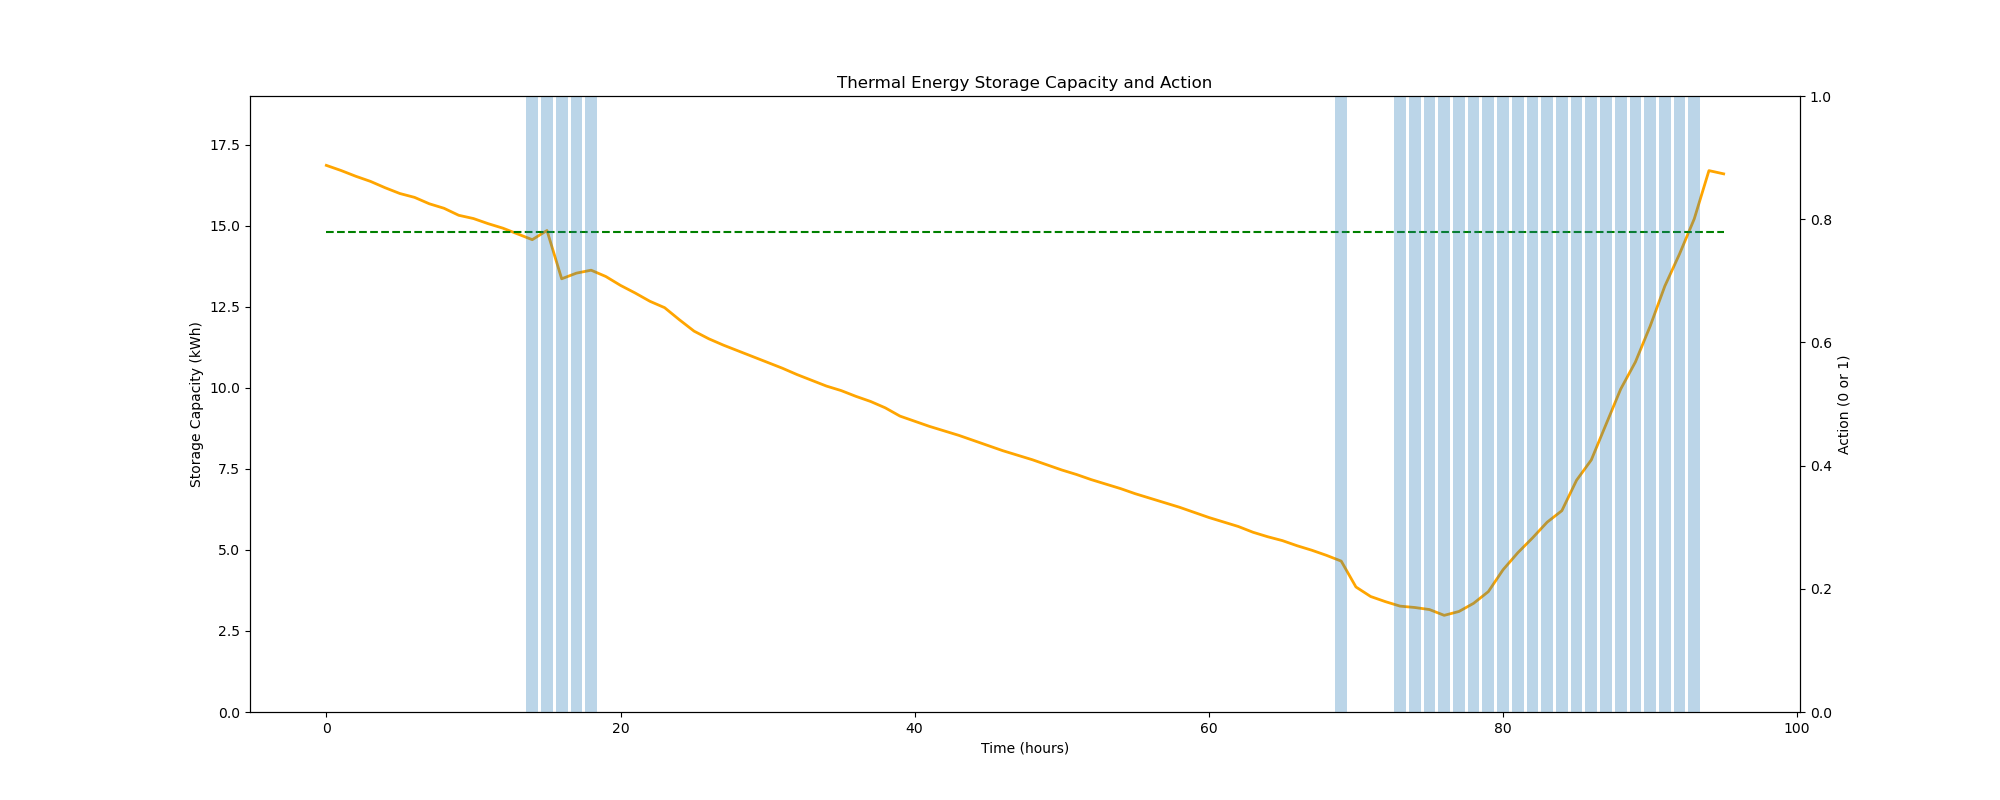 Thermal Energy Storage Capacity and Action
Storage Capacity (kWh)
17.5
15.0
12.5
10.0
7.5
5.0
2.5
0.0
1.0
0.8
0.6
0.4
0.2
0.0
Action (0 or 1)
0 20 40 60 80 100
Time (hours)